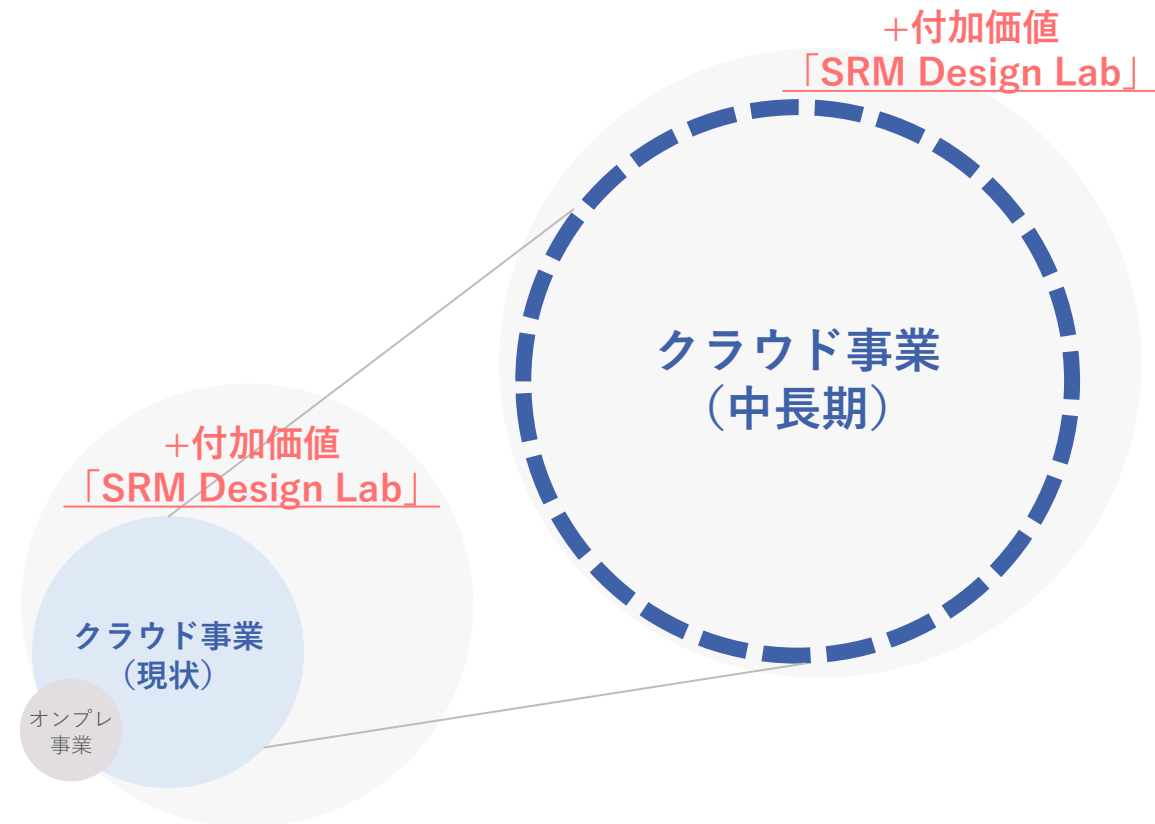 +付加価値
「SRM Design Lab」
クラウド事業
（中長期）
+付加価値
「SRM Design Lab」
クラウド事業
（現状）
オンプレ
事業